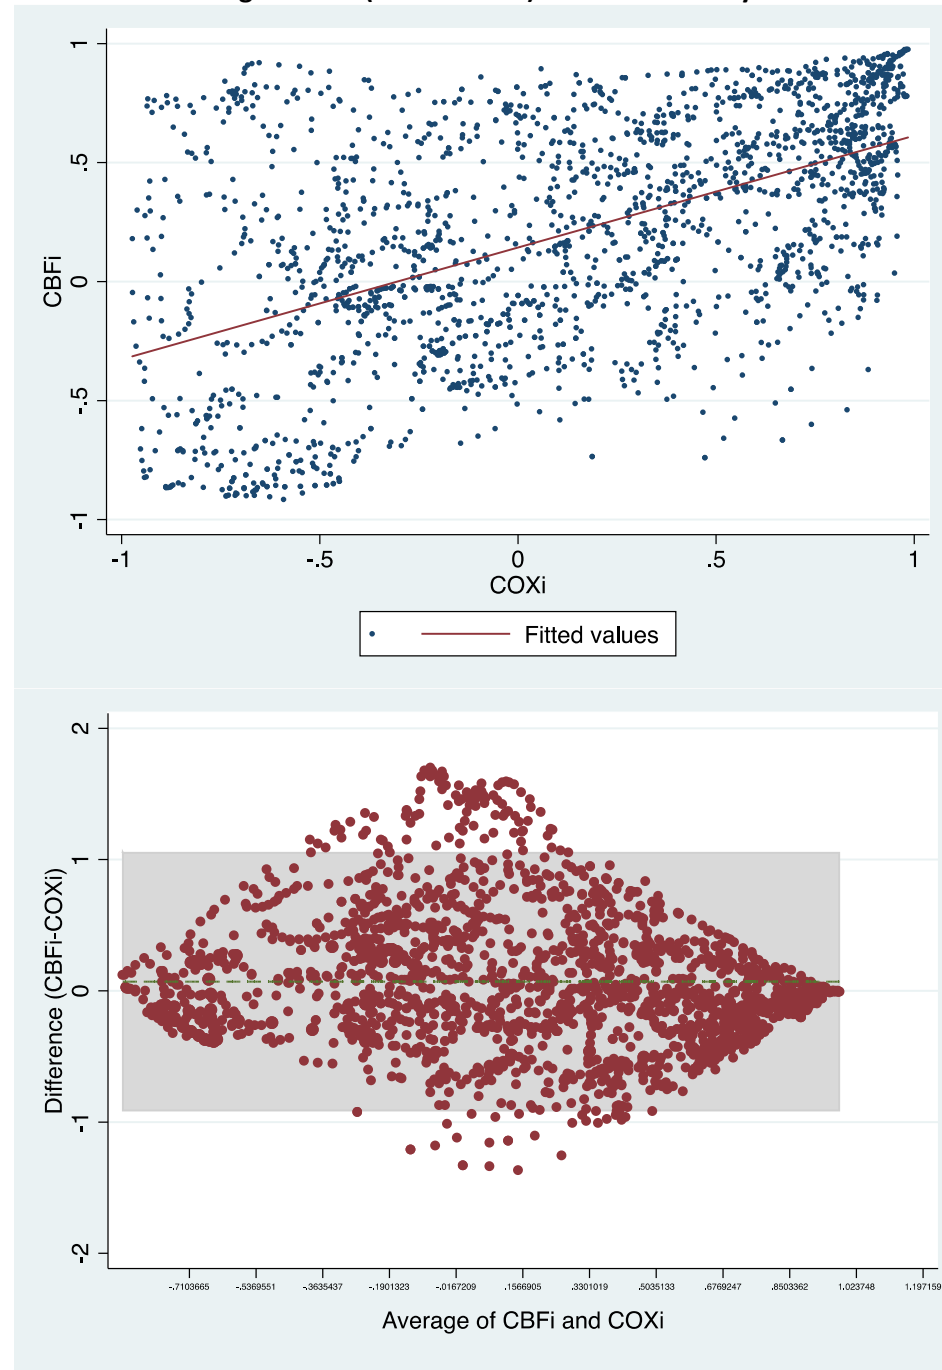 1
.5
0
-.5
-1
CBFi
-1 -.5 0 .5 1
COXi
Fitted values
2
1
0
-1
-2
Difference (CBFi-COXi)
-.7103665 -.5369551 -.3635437 -.1901323 -.0167209 .1566905 .3301019 .5035133 .6769247 .8503362 1.023748 1.197159
Average of CBFi and COXi